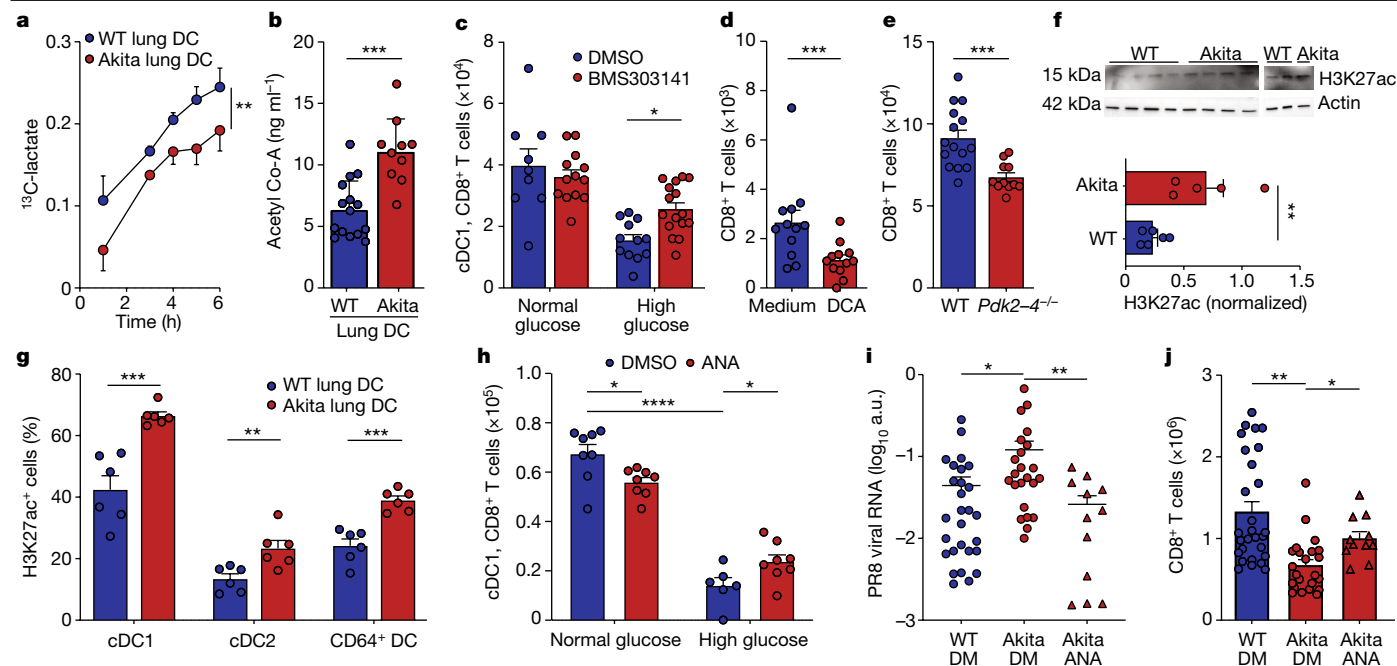 a
WT lung DC
Akita lung DC
¹³C-lactate
0.3
0.2
0.1
0
0 2 4 6
Time (h)
**
b
Acetyl Co-A (ng ml⁻¹)
20
15
10
5
0
***
WT Akita
Lung DC
c
cDC1, CD8⁺ T cells (×10⁴)
8
6
4
2
0
DMSO
BMS303141
*
Normal glucose
High glucose
d
CD8⁺ T cells (×10³)
10
8
6
4
2
0
***
Medium DCA
e
CD8⁺ T cells (×10⁴)
15
10
5
0
***
WT Pdk2–4⁻/⁻
f
WT Akita WT Akita
15 kDa H3K27ac
42 kDa Actin
Akita
WT
**
0 0.5 1.0 1.5
H3K27ac (normalized)
g
H3K27ac⁺ cells (%)
80
60
40
20
0
WT lung DC
Akita lung DC
*** ** ***
cDC1 cDC2 CD64⁺ DC
h
cDC1, CD8⁺ T cells (×10⁵)
1.0
0.8
0.6
0.4
0.2
0
DMSO ANA
* *
****
Normal glucose High glucose
i
PR8 viral RNA (log₁₀ a.u.)
–0
–1
–2
–3
* **
WT DM
Akita DM
Akita ANA
j
CD8⁺ T cells (×10⁶)
3
2
1
0
** *
WT DM
Akita DM
Akita ANA